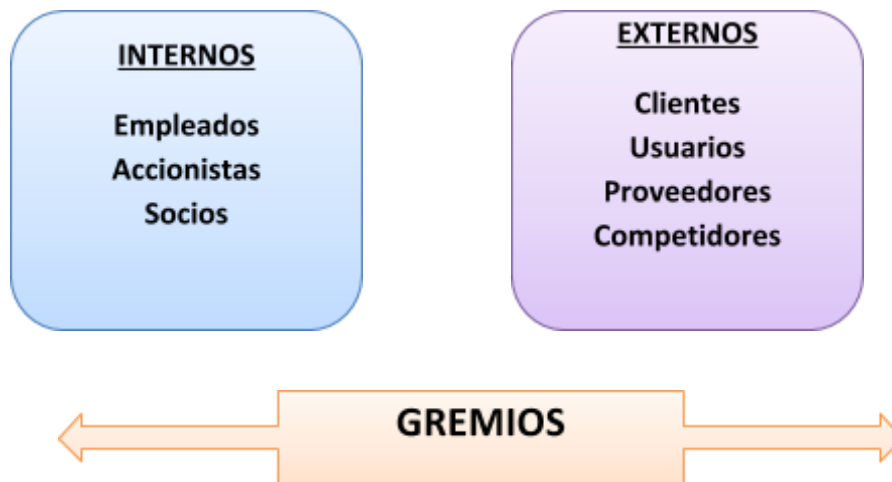 INTERNOS
Empleados
Accionistas
Socios
EXTERNOS
Clientes
Usuarios
Proveedores
Competidores
GREMIOS